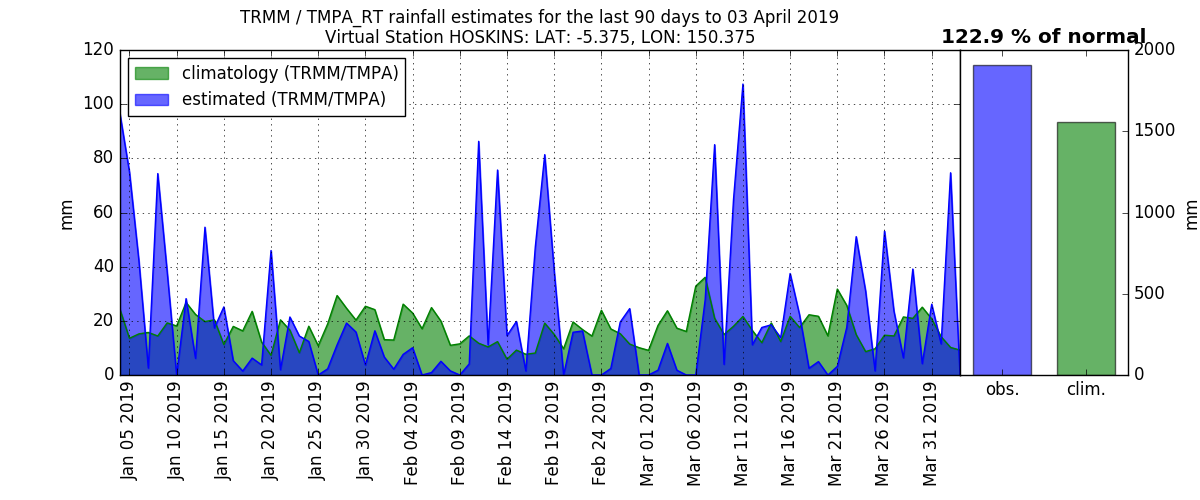 TRMM / TMPA_RT rainfall estimates for the last 90 days to 03 April 2019
Virtual Station HOSKINS: LAT: -5.375, LON: 150.375
122.9 % of normal
climatology (TRMM/TMPA)
estimated (TRMM/TMPA)
120
100
80
60
40
20
0
mm
Jan 05 2019
Jan 10 2019
Jan 15 2019
Jan 20 2019
Jan 25 2019
Jan 30 2019
Feb 04 2019
Feb 09 2019
Feb 14 2019
Feb 19 2019
Feb 24 2019
Mar 01 2019
Mar 06 2019
Mar 11 2019
Mar 16 2019
Mar 21 2019
Mar 26 2019
Mar 31 2019
obs.
clim.
2000
1500
1000
500
0
mm